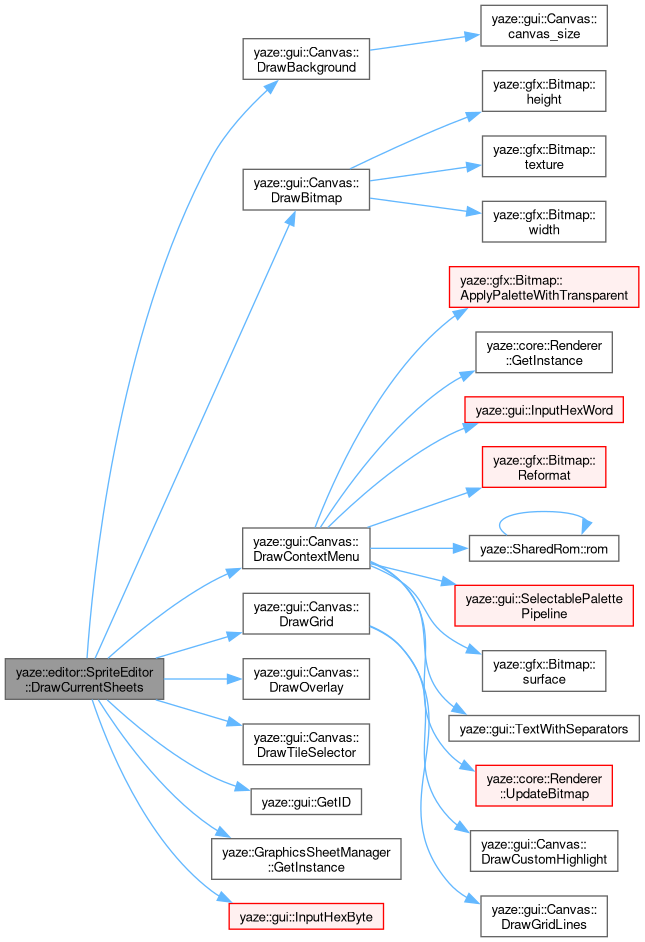 yaze::editor::SpriteEditor
::DrawCurrentSheets
yaze::gui::Canvas::
DrawBackground
yaze::gui::Canvas::
canvas_size
yaze::gui::Canvas::
DrawBitmap
yaze::gfx::Bitmap::
height
yaze::gfx::Bitmap::
texture
yaze::gfx::Bitmap::
width
yaze::gui::Canvas::
DrawContextMenu
yaze::gfx::Bitmap::
ApplyPaletteWithTransparent
yaze::core::Renderer
::GetInstance
yaze::gui::InputHexWord
yaze::gfx::Bitmap::
Reformat
yaze::SharedRom::rom
yaze::gui::SelectablePalette
Pipeline
yaze::gfx::Bitmap::
surface
yaze::gui::TextWithSeparators
yaze::core::Renderer
::UpdateBitmap
yaze::gui::Canvas::
DrawGrid
yaze::gui::Canvas::
DrawCustomHighlight
yaze::gui::Canvas::
DrawGridLines
yaze::gui::Canvas::
DrawOverlay
yaze::gui::Canvas::
DrawTileSelector
yaze::gui::GetID
yaze::GraphicsSheetManager
::GetInstance
yaze::gui::InputHexByte